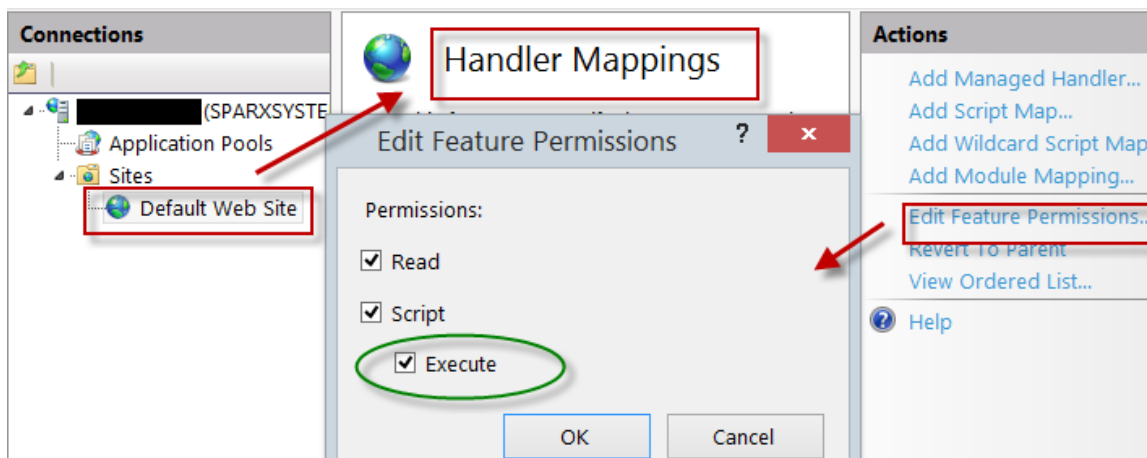 Connections
(SPARXSYSTE
Application Pools
Sites
Default Web Site
Handler Mappings
Edit Feature Permissions
?
x
Permissions:
Read
Script
Execute
OK
Cancel
Actions
Add Managed Handler...
Add Script Map...
Add Wildcard Script Map
Add Module Mapping...
Edit Feature Permissions..
Revert To Parent
View Ordered List...
Help